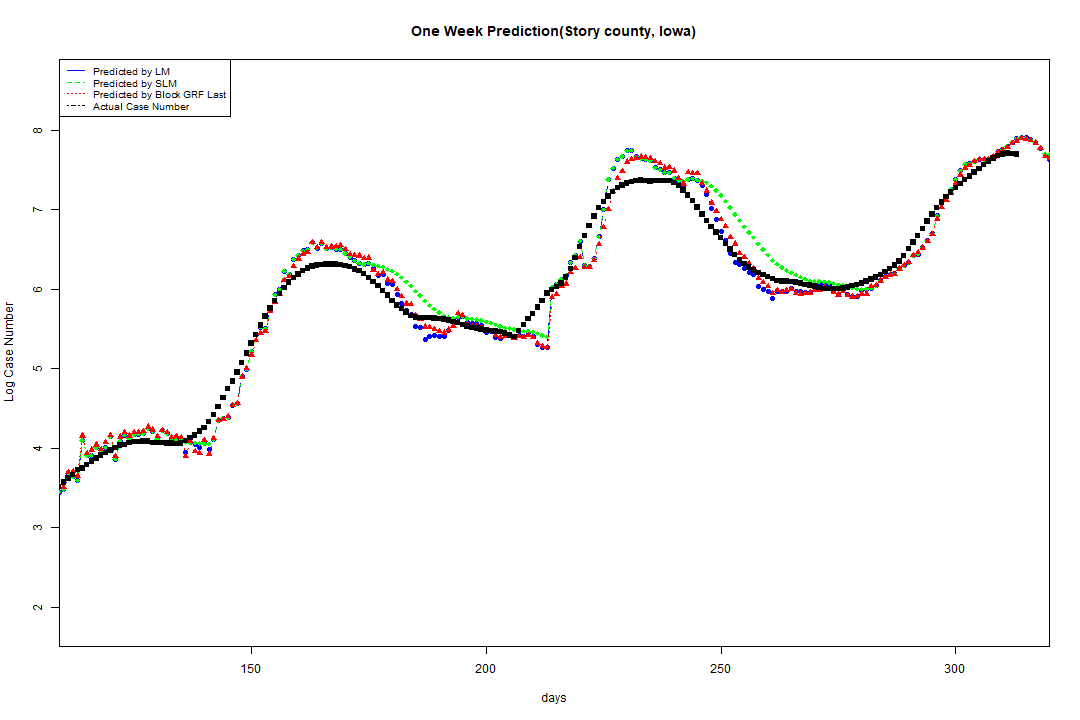 One Week Prediction(Story county, Iowa)
Predicted by LM
Predicted by SLM
Predicted by Block GRF Last
Actual Case Number
8
7
6
5
4
3
2
Log Case Number
150 200 250 300
days